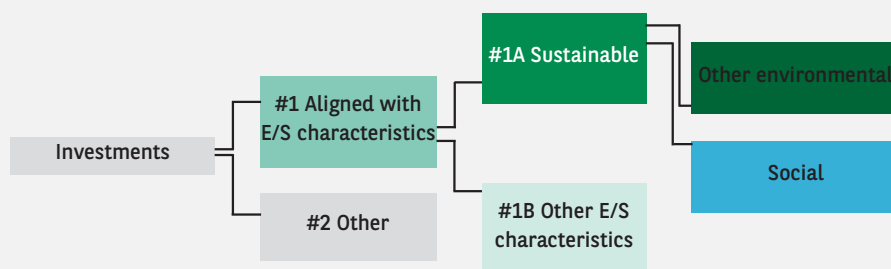 Investments
#1 Aligned with
E/S characteristics
#2 Other
#1A Sustainable
#1B Other E/S
characteristics
Other environmental
Social